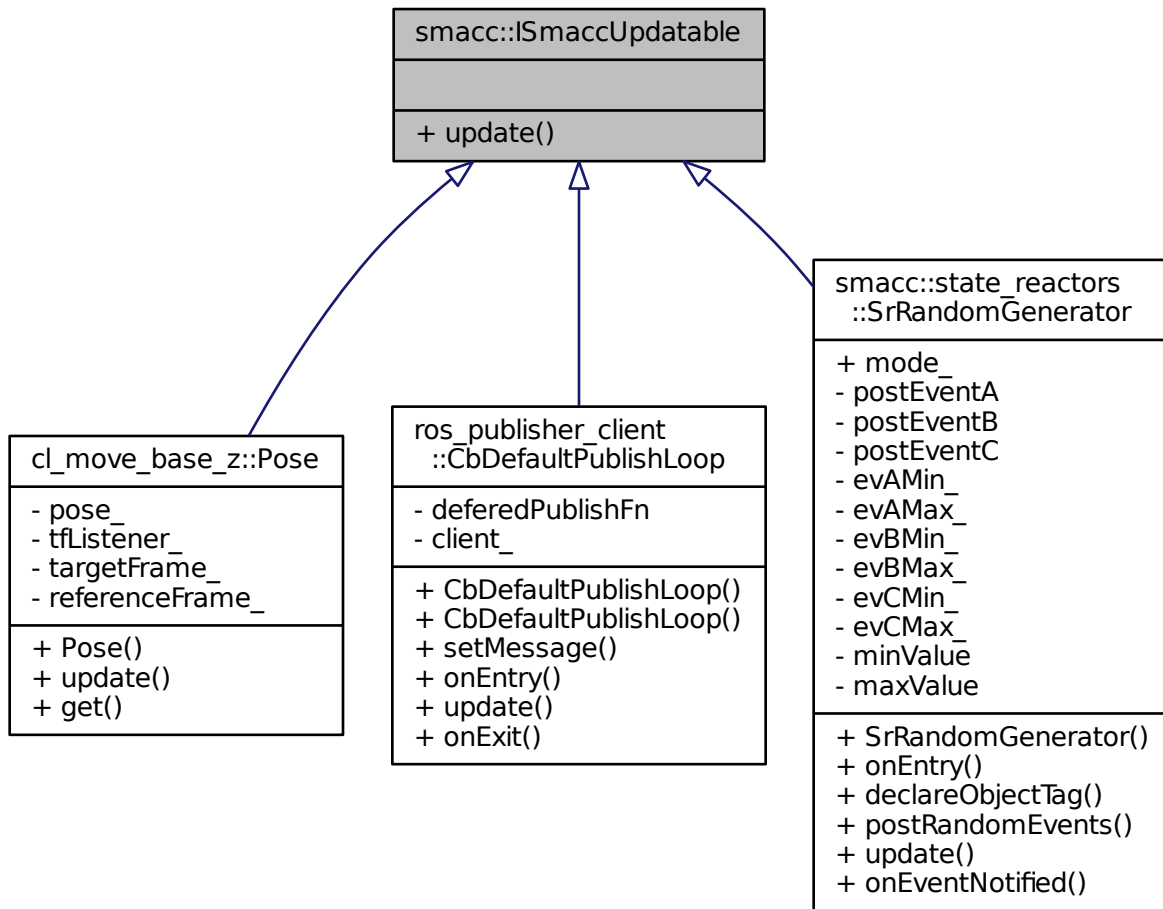 smacc::ISmaccUpdatable
+ update()
cl_move_base_z::Pose
- pose_
- tfListener_
- targetFrame_
- referenceFrame_
+ Pose()
+ update()
+ get()
ros_publisher_client
::CbDefaultPublishLoop
- deferedPublishFn
- client_
+ CbDefaultPublishLoop()
+ CbDefaultPublishLoop()
+ setMessage()
+ onEntry()
+ update()
+ onExit()
smacc::state_reactors
::SrRandomGenerator
+ mode_
- postEventA
- postEventB
- postEventC
- evAMin_
- evAMax_
- evBMin_
- evBMax_
- evCMin_
- evCMax_
- minValue
- maxValue
+ SrRandomGenerator()
+ onEntry()
+ declareObjectTag()
+ postRandomEvents()
+ update()
+ onEventNotified()